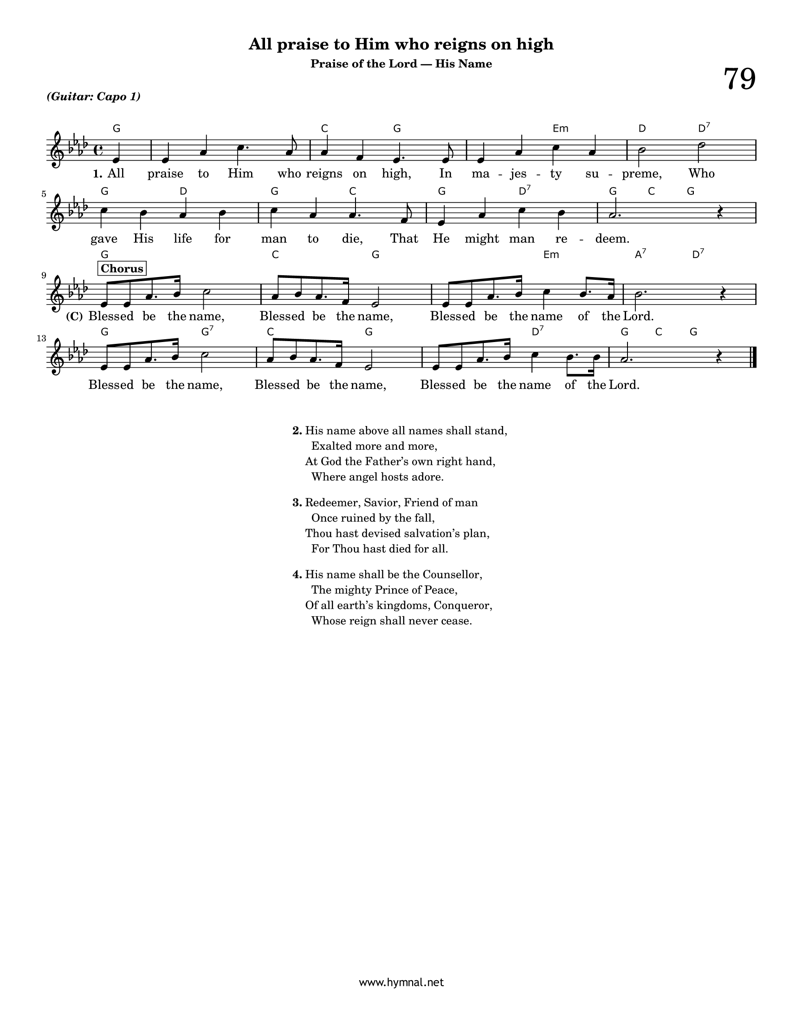 All praise to Him who reigns on high
Praise of the Lord — His Name
79
(Guitar: Capo 1)
G C G Em D D7
1. All praise to Him who reigns on high, In ma - jes - ty su - preme, Who
5
G D G C G D7 G C G
gave His life for man to die, That He might man re - deem.
G C G Em A7 D7
Chorus
9
(C) Blessed be the name, Blessed be the name, Blessed be the name of the Lord.
G G7 C G D7 G C G
13
Blessed be the name, Blessed be the name, Blessed be the name of the Lord.
2. His name above all names shall stand,
Exalted more and more,
At God the Father's own right hand,
Where angel hosts adore.
3. Redeemer, Savior, Friend of man
Once ruined by the fall,
Thou hast devised salvation's plan,
For Thou hast died for all.
4. His name shall be the Counsellor,
The mighty Prince of Peace,
Of all earth's kingdoms, Conqueror,
Whose reign shall never cease.
www.hymnal.net